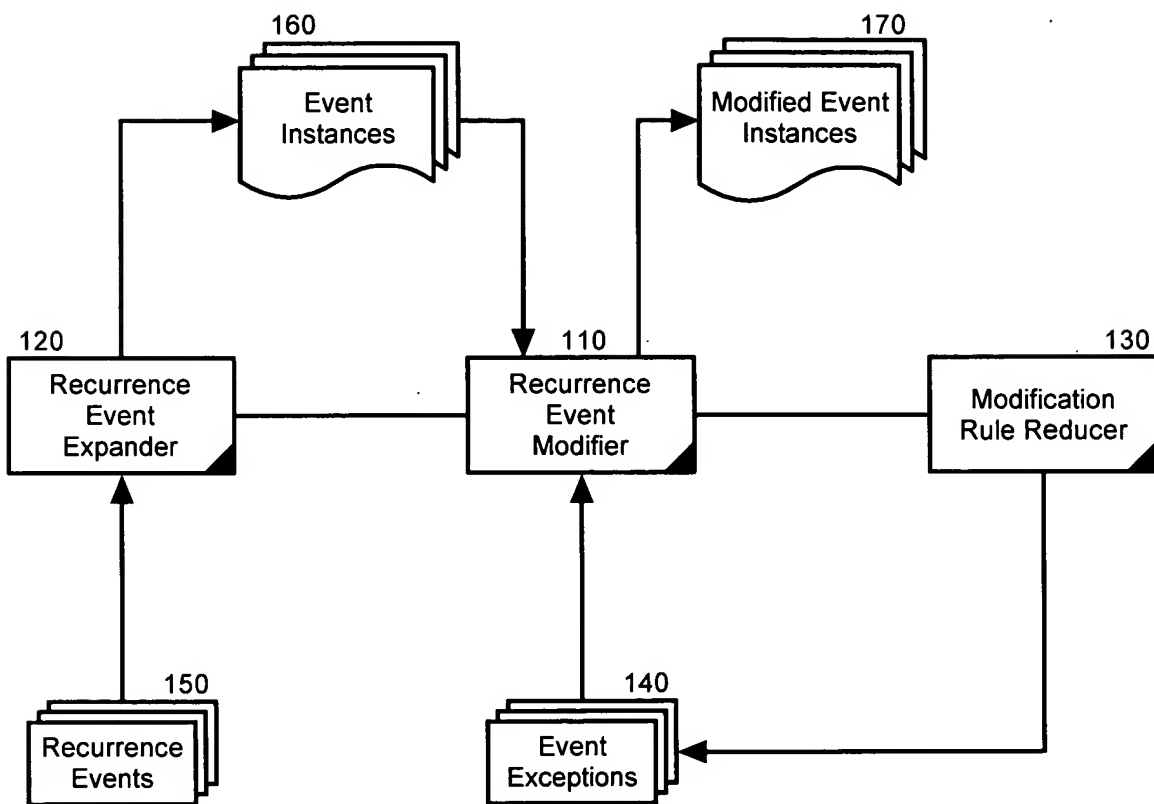 160
170
Event
Instances
Modified Event
Instances
120
110
130
Recurrence
Event
Expander
Recurrence
Event
Modifier
Modification
Rule Reducer
150
140
Recurrence
Events
Event
Exceptions